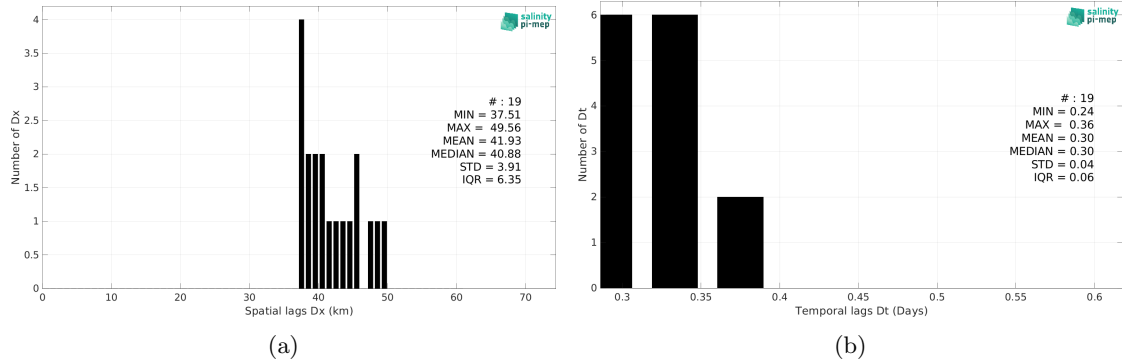 salinity
pi-mep
4
3.5
3
2.5
2
1.5
1
0.5
0
Number of Dx
# : 19
MIN = 37.51
MAX = 49.56
MEAN = 41.93
MEDIAN = 40.88
STD = 3.91
IQR = 6.35
0 10 20 30 40 50 60 70
Spatial lags Dx (km)
(a)
salinity
pi-mep
6
5
4
3
2
1
0
Number of Dt
# : 19
MIN = 0.24
MAX = 0.36
MEAN = 0.30
MEDIAN = 0.30
STD = 0.04
IQR = 0.06
0.3 0.35 0.4 0.45 0.5 0.55 0.6
Temporal lags Dt (Days)
(b)